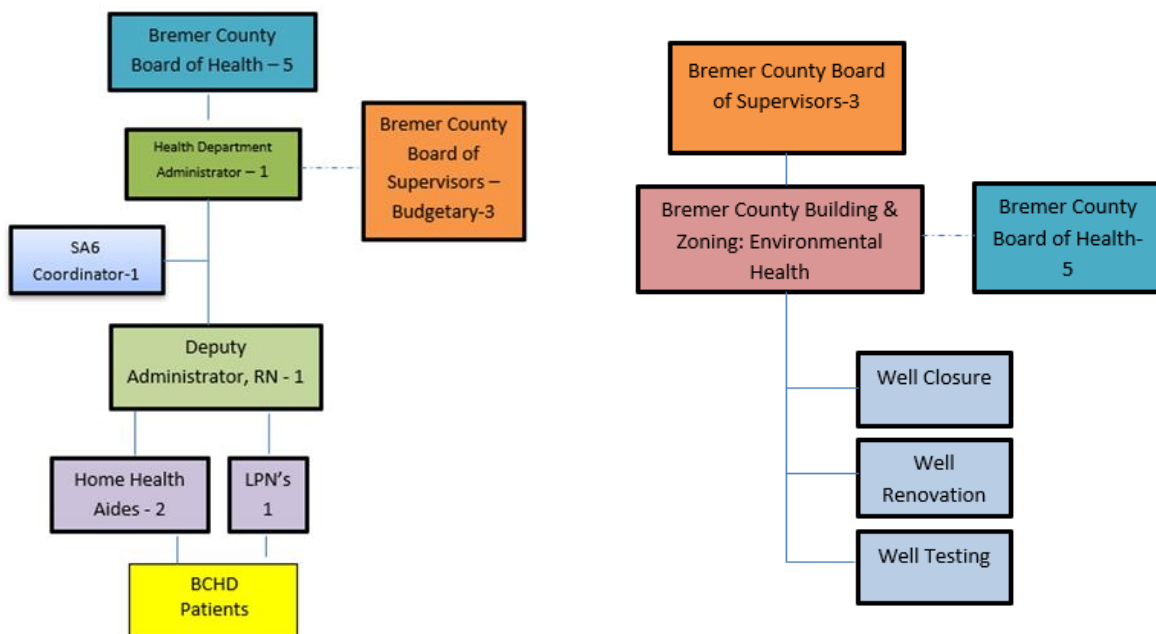 Bremer County
Board of Health – 5
Health Department
Administrator – 1
Bremer County
Board of
Supervisors –
Budgetary-3
SA6
Coordinator-1
Deputy
Administrator, RN - 1
Home Health
Aides - 2
LPN’s
1
BCHD
Patients
Bremer County Board
of Supervisors-3
Bremer County Building &
Zoning: Environmental
Health
Bremer County
Board of Health-
5
Well Closure
Well
Renovation
Well Testing